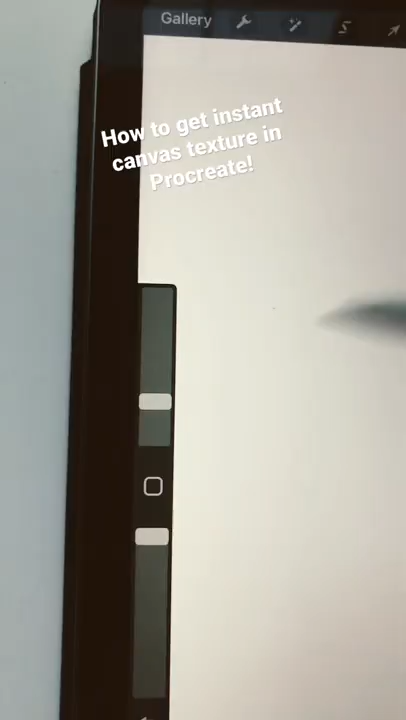 Gallery
How to get instant
canvas texture in
Procreate!